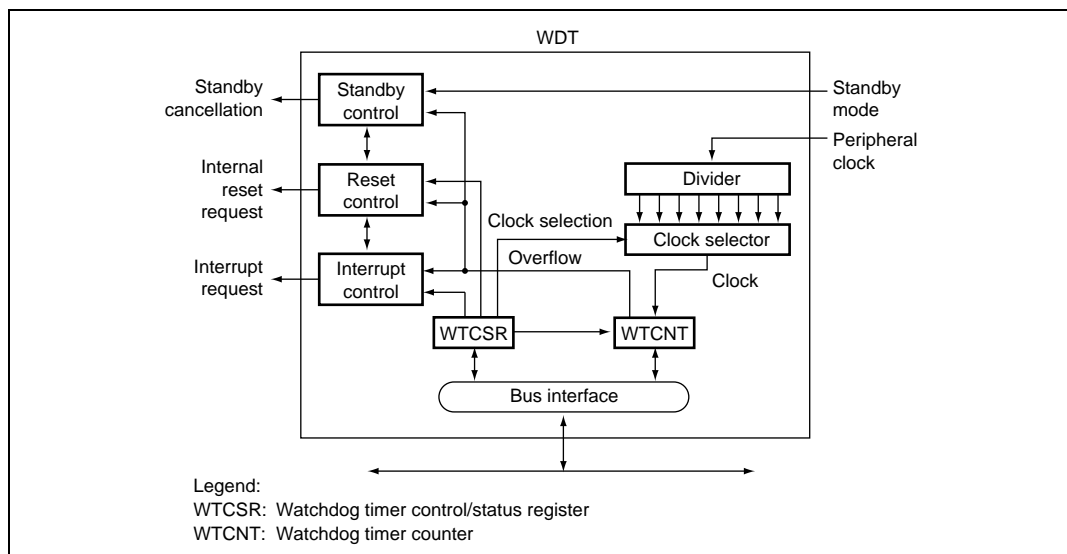 WDT
Standby
cancellation
Standby
control
Standby
mode
Peripheral
clock
Internal
reset
request
Reset
control
Divider
Clock selection
Clock selector
Overflow
Clock
Interrupt
request
Interrupt
control
WTCSR
WTCNT
Bus interface
Legend:
WTCSR: Watchdog timer control/status register
WTCNT: Watchdog timer counter